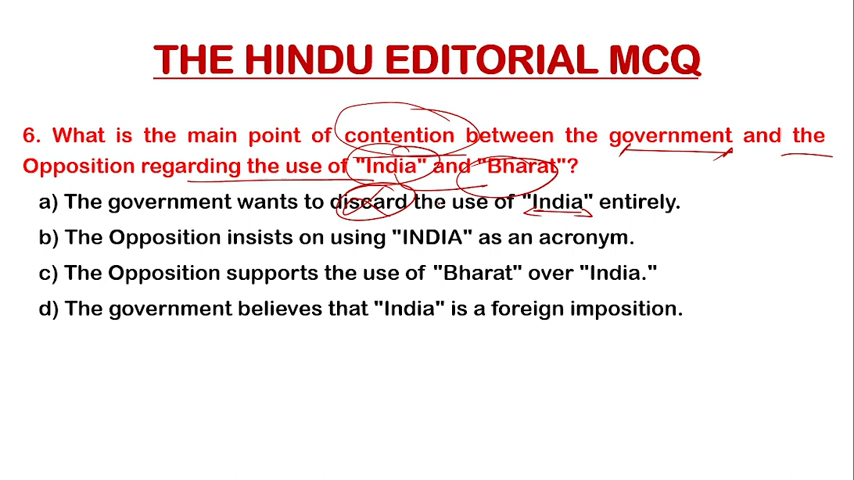 THE HINDU EDITORIAL MCQ
6. What is the main point of contention between the government and the
Opposition regarding the use of "India" and "Bharat"?
a) The government wants to discard the use of "India" entirely.
b) The Opposition insists on using "INDIA" as an acronym.
c) The Opposition supports the use of "Bharat" over "India."
d) The government believes that "India" is a foreign imposition.